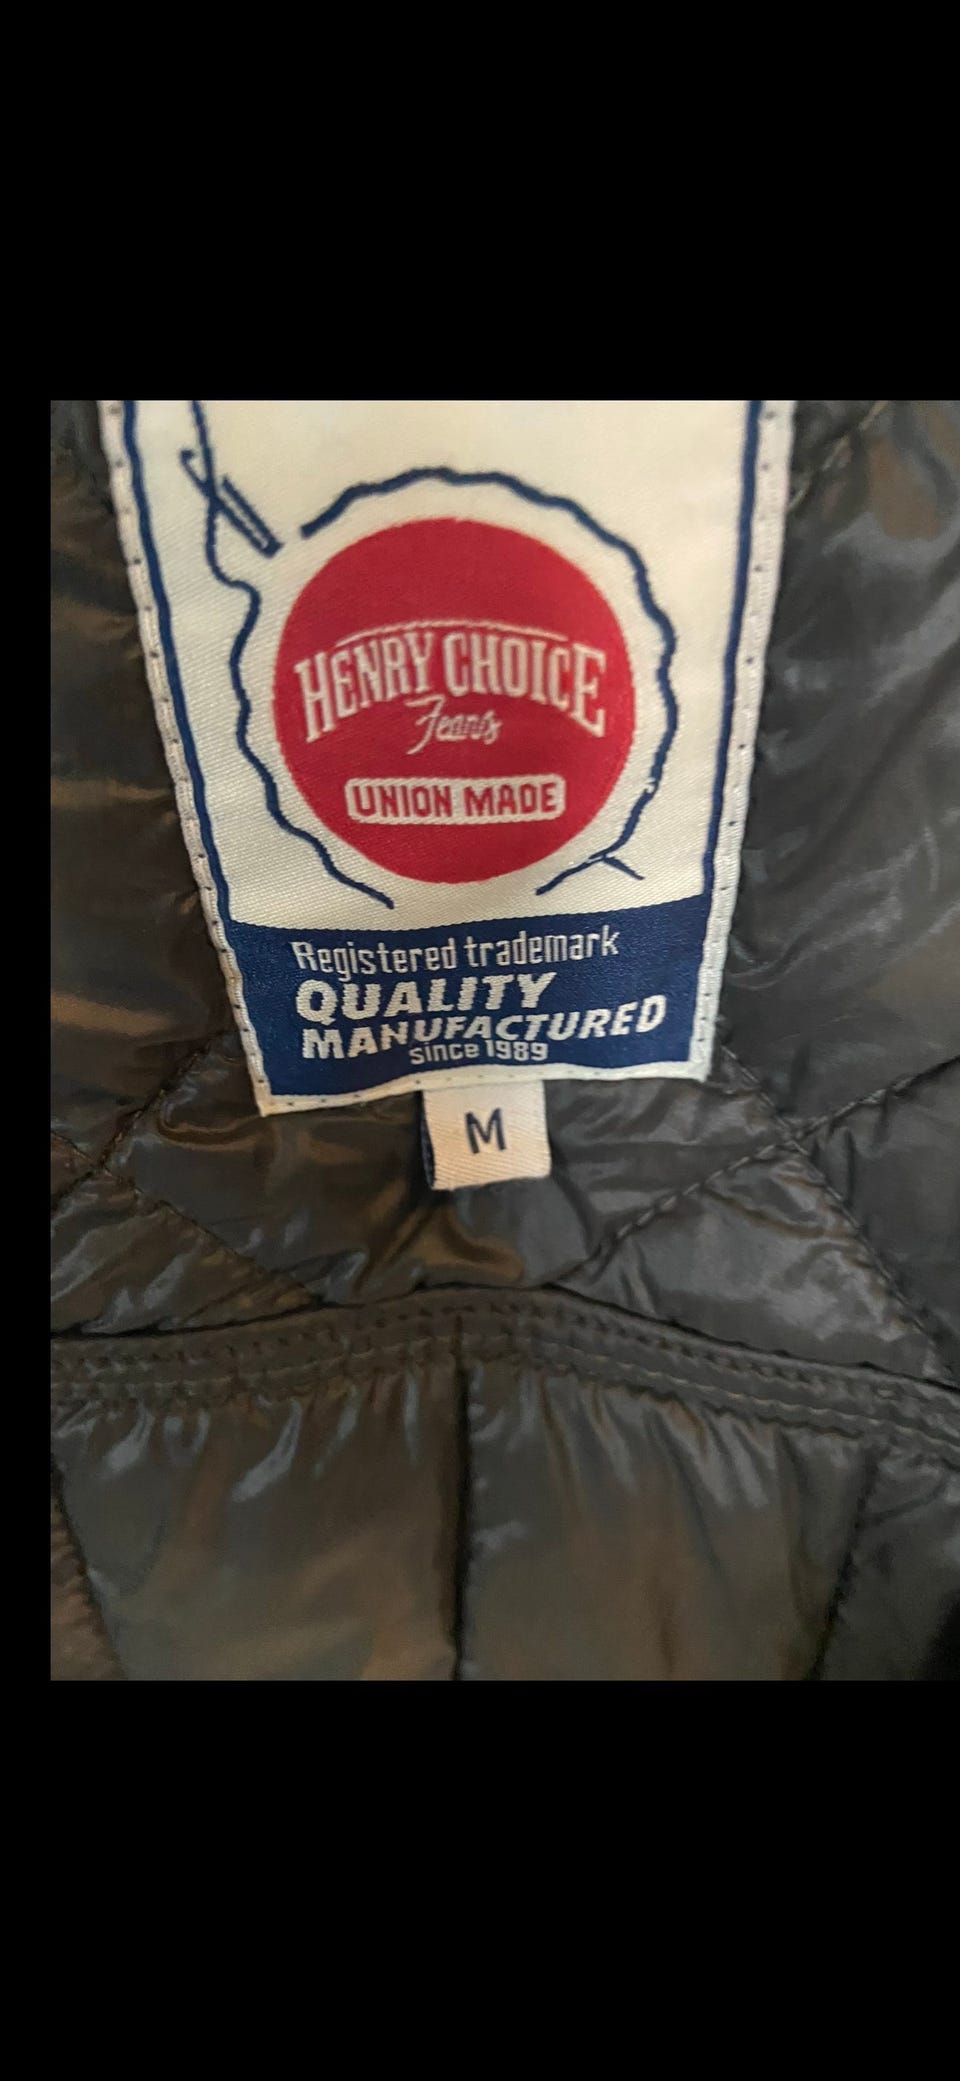 HENRY CHOICE
Jeans
UNION MADE
Registered trademark
QUALITY
MANUFACTURED
since 1989
M